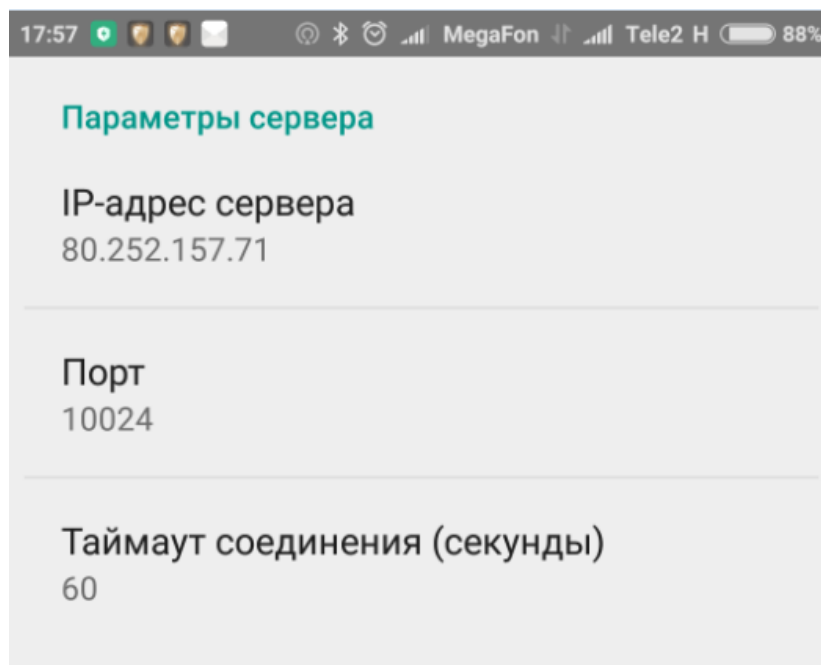 17:57 MegaFon Tele2 H 88%
Параметры сервера
IP-адрес сервера
80.252.157.71
Порт
10024
Таймаут соединения (секунды)
60